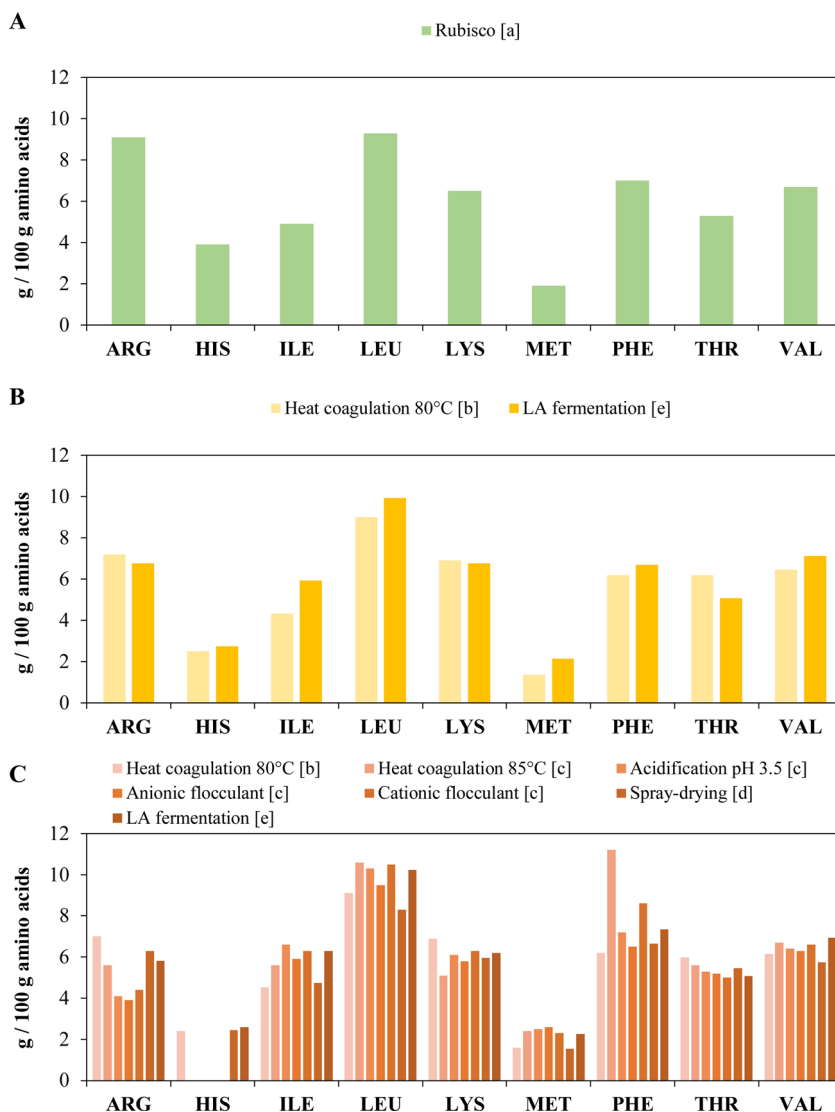 A
Rubisco [a]
g / 100 g amino acids
12
10
8
6
4
2
0
ARG HIS ILE LEU LYS MET PHE THR VAL
B
Heat coagulation 80°C [b] LA fermentation [e]
g / 100 g amino acids
12
10
8
6
4
2
0
ARG HIS ILE LEU LYS MET PHE THR VAL
C
Heat coagulation 80°C [b] Heat coagulation 85°C [c] Acidification pH 3.5 [c]
Anionic flocculant [c] Cationic flocculant [c] Spray-drying [d]
LA fermentation [e]
g / 100 g amino acids
12
10
8
6
4
2
0
ARG HIS ILE LEU LYS MET PHE THR VAL